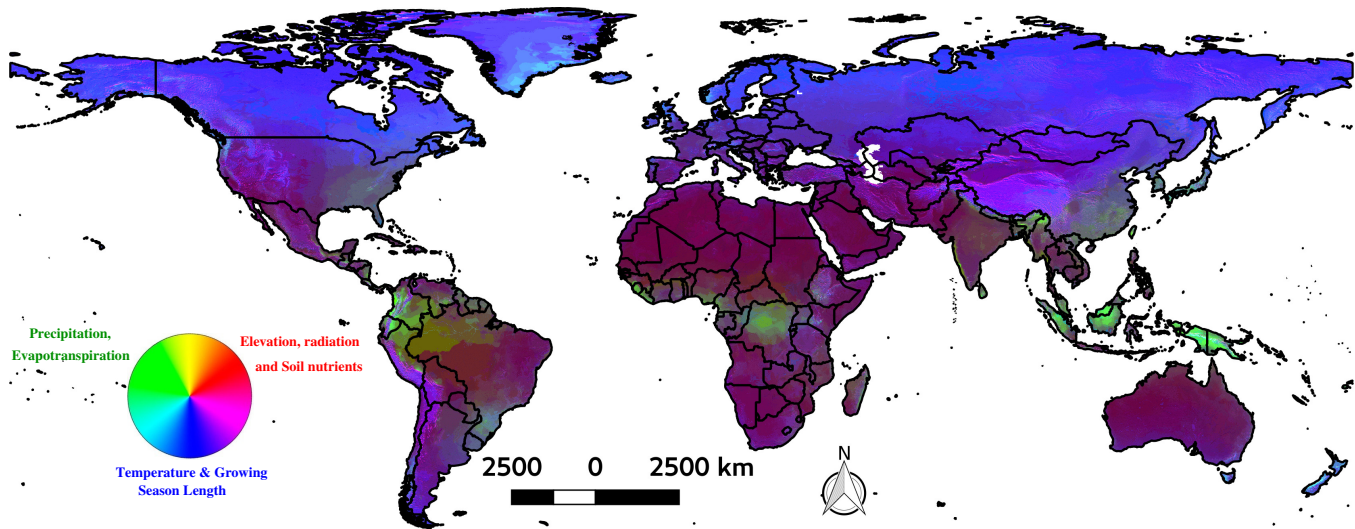 Precipitation,
Evapotranspiration
Elevation, radiation
and Soil nutrients
Temperature & Growing
Season Length
2500 0 2500 km
N